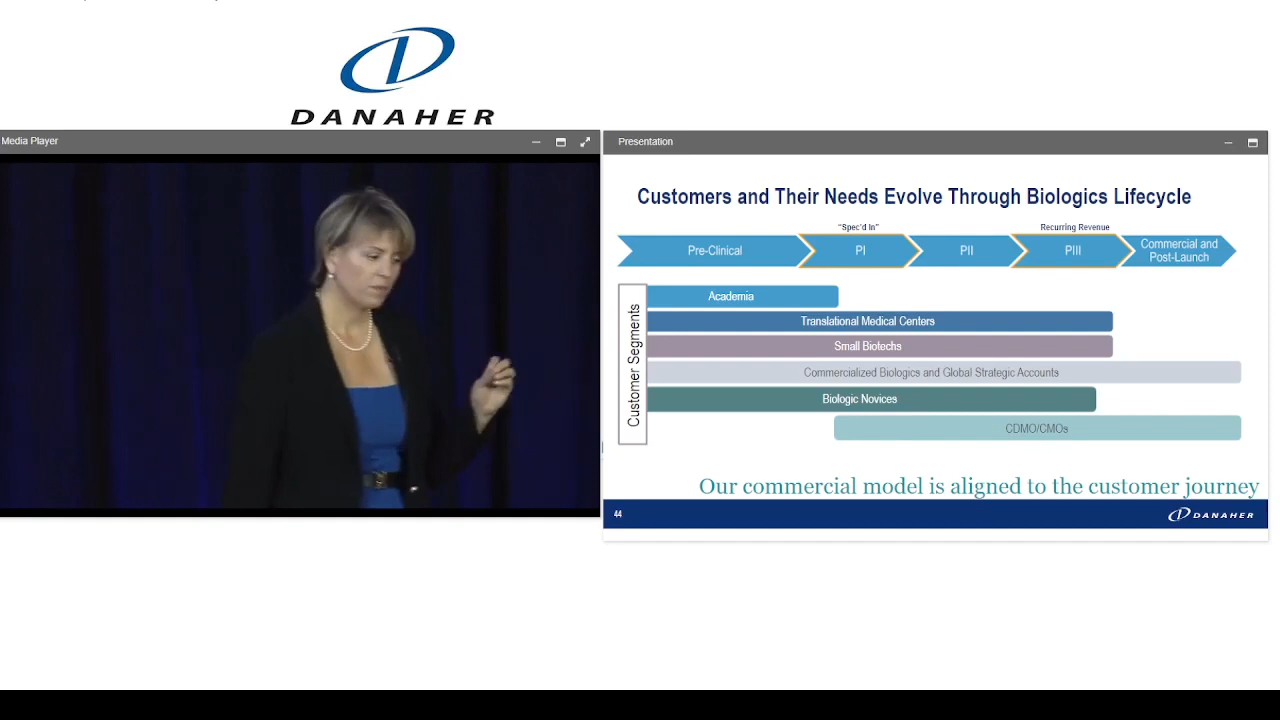 DANAHER
Media Player
Presentation
Customers and Their Needs Evolve Through Biologics Lifecycle
"Spec'd In"
Recurring Revenue
Pre-Clinical
PI
PII
PIII
Commercial and
Post-Launch
Customer Segments
Academia
Translational Medical Centers
Small Biotechs
Commercialized Biologics and Global Strategic Accounts
Biologic Novices
CDMO/CMOs
Our commercial model is aligned to the customer journey
44
DANAHER